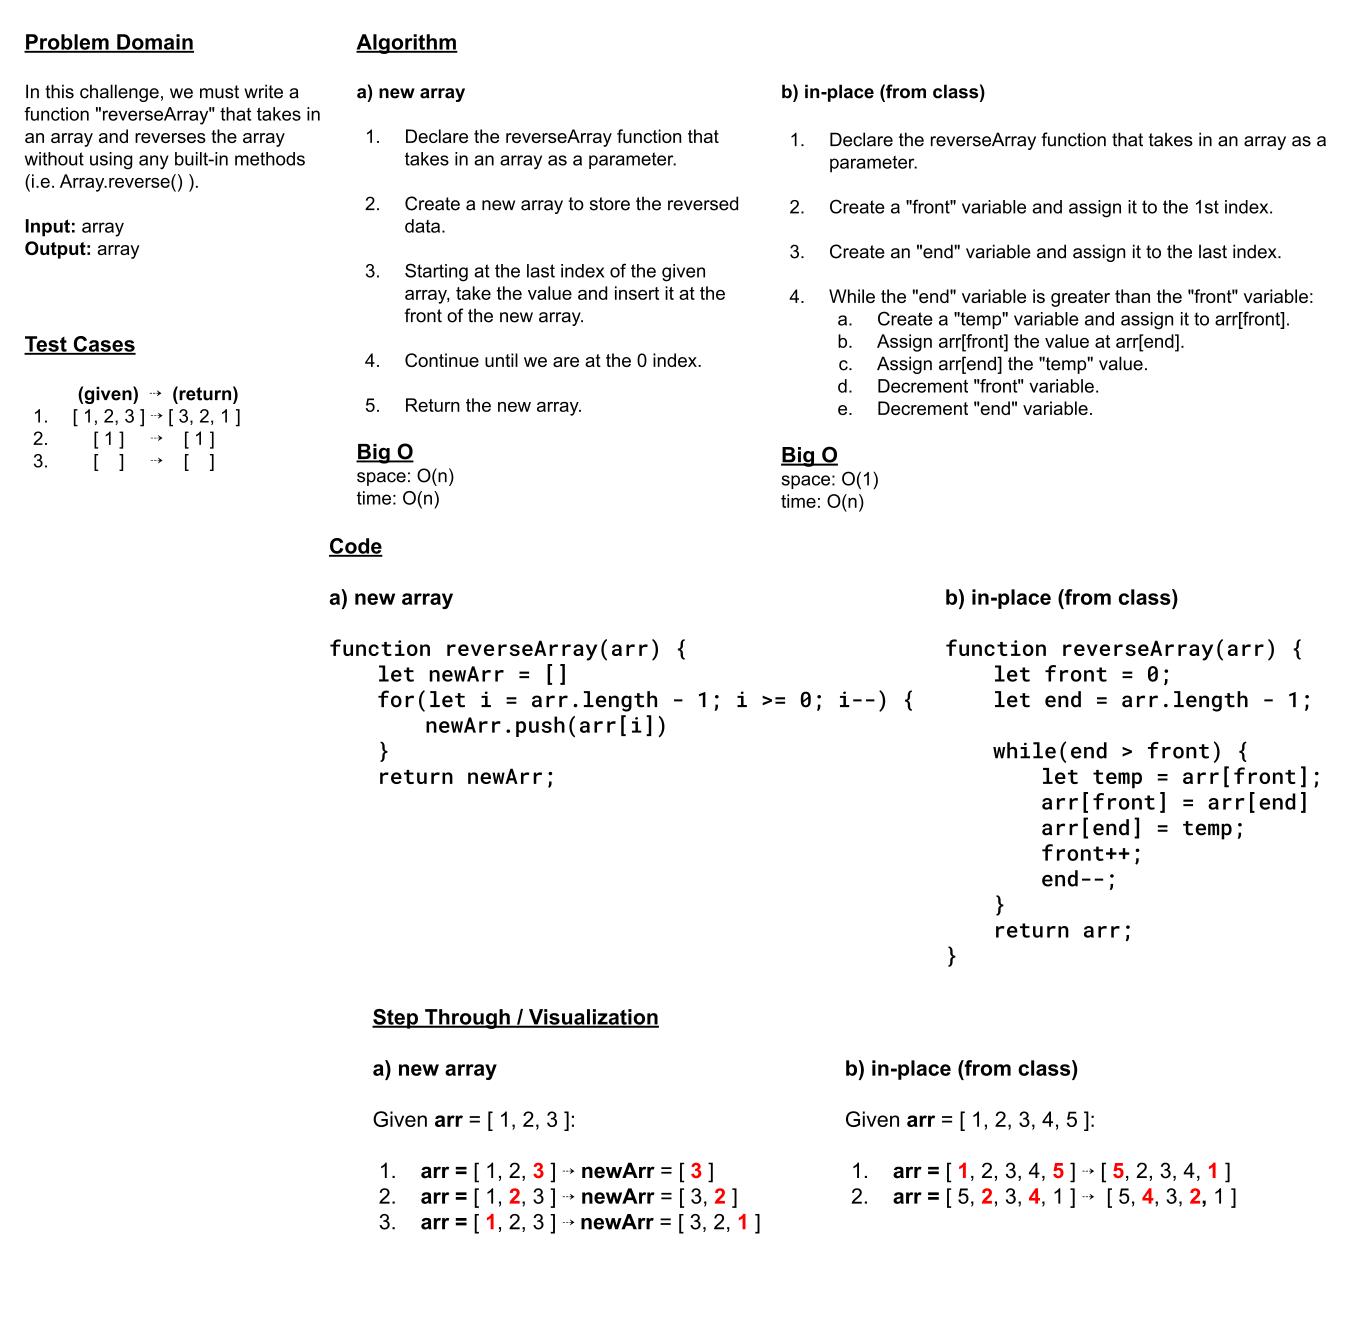 Problem Domain
In this challenge, we must write a
function "reverseArray" that takes in
an array and reverses the array
without using any built-in methods
(i.e. Array.reverse() ).
Input: array
Output: array
Test Cases
(given) ⇢ (return)
1. [ 1, 2, 3 ] ⇢ [ 3, 2, 1 ]
2. [ 1 ] ⇢ [ 1 ]
3. [ ] ⇢ [ ]
Algorithm
a) new array
1. Declare the reverseArray function that
takes in an array as a parameter.
2. Create a new array to store the reversed
data.
3. Starting at the last index of the given
array, take the value and insert it at the
front of the new array.
4. Continue until we are at the 0 index.
5. Return the new array.
Big O
space: O(n)
time: O(n)
b) in-place (from class)
1. Declare the reverseArray function that takes in an array as a
parameter.
2. Create a "front" variable and assign it to the 1st index.
3. Create an "end" variable and assign it to the last index.
4. While the "end" variable is greater than the "front" variable:
a. Create a "temp" variable and assign it to arr[front].
b. Assign arr[front] the value at arr[end].
c. Assign arr[end] the "temp" value.
d. Decrement "front" variable.
e. Decrement "end" variable.
Big O
space: O(1)
time: O(n)
Code
a) new array
function reverseArray(arr) {
let newArr = []
for(let i = arr.length - 1; i >= 0; i--) {
newArr.push(arr[i])
}
return newArr;
b) in-place (from class)
function reverseArray(arr) {
let front = 0;
let end = arr.length - 1;
while(end > front) {
let temp = arr[front];
arr[front] = arr[end]
arr[end] = temp;
front++;
end--;
}
return arr;
}
Step Through / Visualization
a) new array
Given arr = [ 1, 2, 3 ]:
1. arr = [ 1, 2, 3 ] ⇢ newArr = [ 3 ]
2. arr = [ 1, 2, 3 ] ⇢ newArr = [ 3, 2 ]
3. arr = [ 1, 2, 3 ] ⇢ newArr = [ 3, 2, 1 ]
b) in-place (from class)
Given arr = [ 1, 2, 3, 4, 5 ]:
1. arr = [ 1, 2, 3, 4, 5 ] ⇢ [ 5, 2, 3, 4, 1 ]
2. arr = [ 5, 2, 3, 4, 1 ] ⇢ [ 5, 4, 3, 2, 1 ]